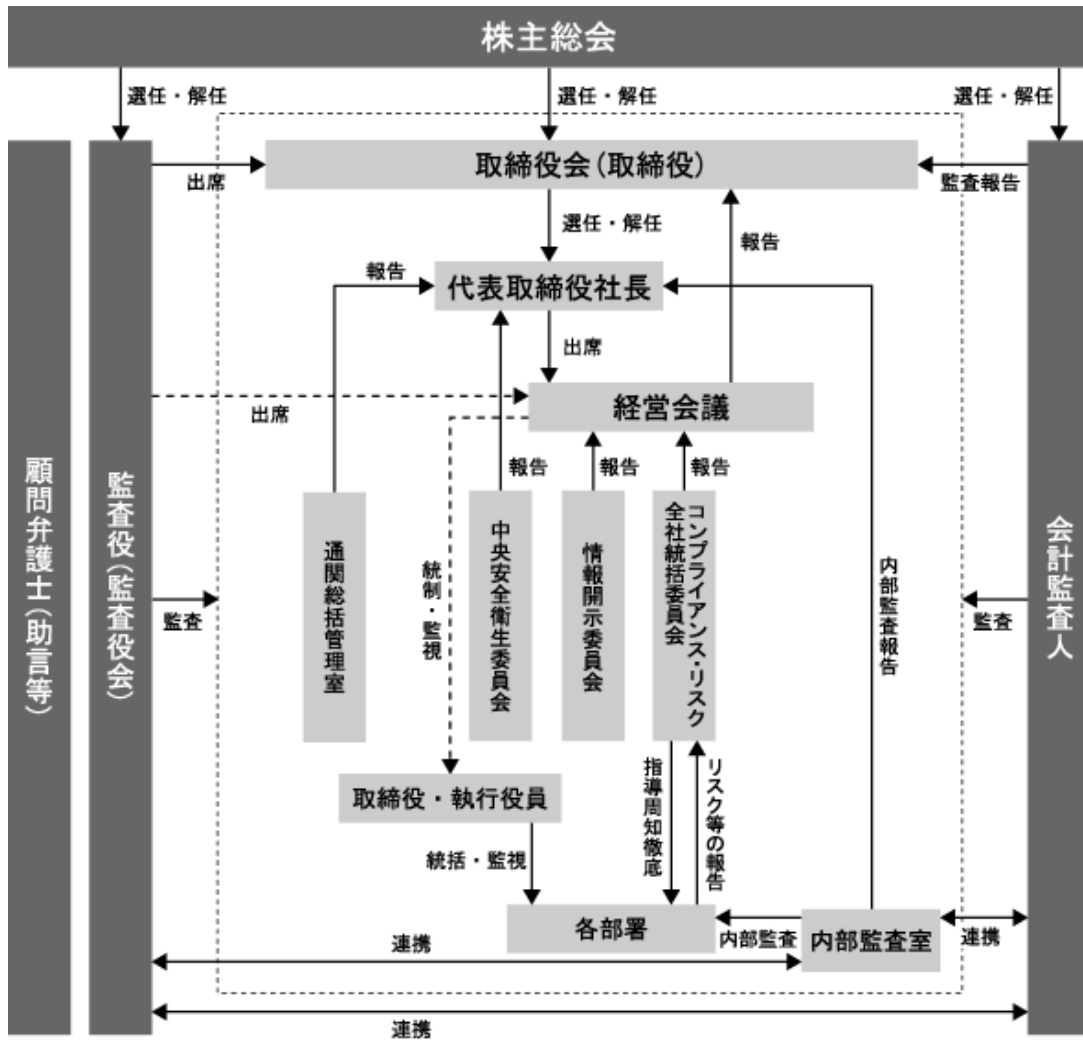 株主総会
選任・解任
選任・解任
選任・解任
取締役会(取締役)
出席
監査報告
選任・解任
報告
報告
代表取締役社長
出席
経営会議
出席
報告
報告
報告
顧問弁護士(助言等)
監査役(監査役会)
会計監査人
通関総括管理室
統制・監視
中央安全衛生委員会
情報開示委員会
コンプライアンス・リスク
全社統括委員会
内部監査報告
監査
監査
取締役・執行役員
指導周知徹底
リスク等の報告
統括・監視
各部署
内部監査
内部監査室
連携
連携
連携